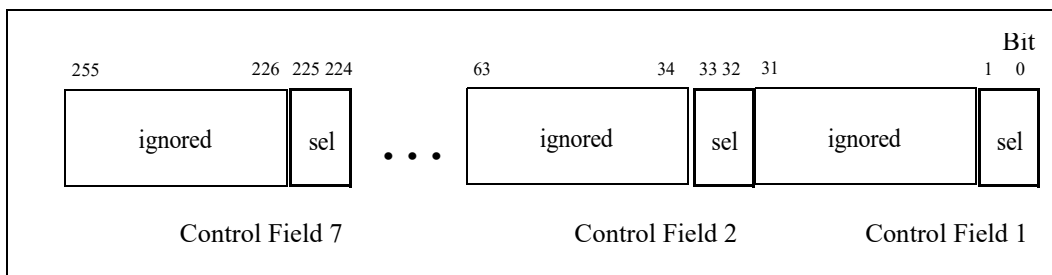 Bit
255 226 225 224 63 34 33 32 31 1 0
ignored sel . . . ignored sel ignored sel
Control Field 7 Control Field 2 Control Field 1